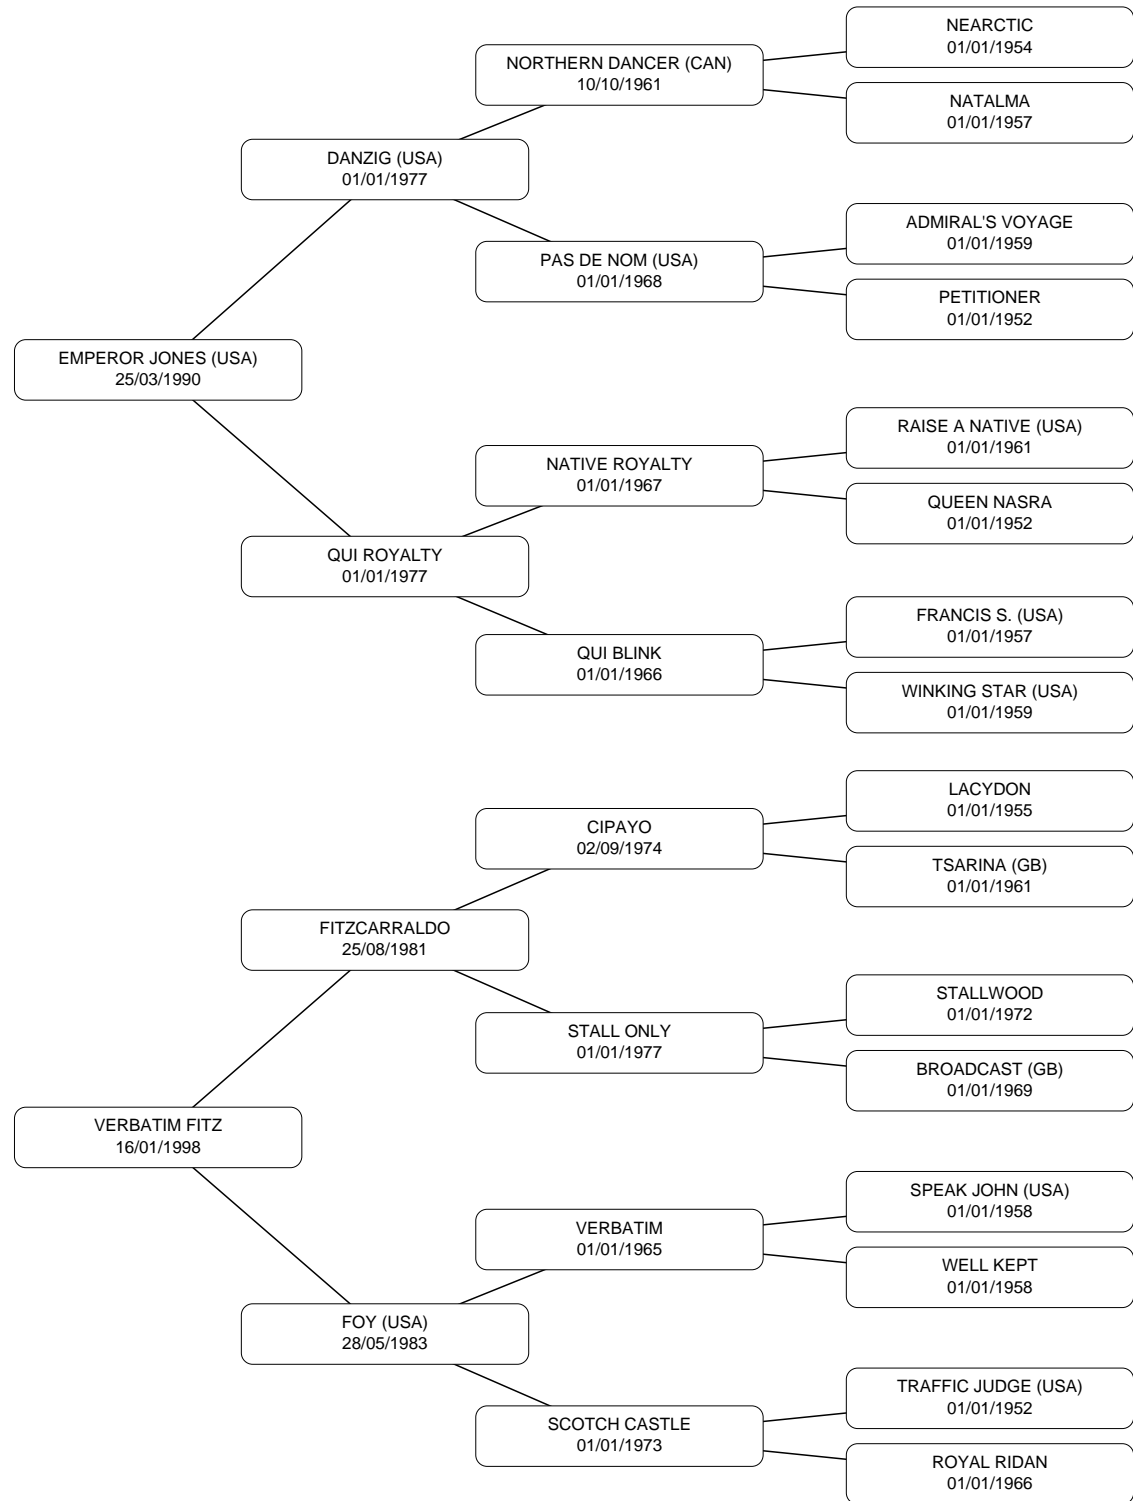 NEARCTIC
01/01/1954
NORTHERN DANCER (CAN)
10/10/1961
NATALMA
01/01/1957
DANZIG (USA)
01/01/1977
ADMIRAL'S VOYAGE
01/01/1959
PAS DE NOM (USA)
01/01/1968
PETITIONER
01/01/1952
EMPEROR JONES (USA)
25/03/1990
RAISE A NATIVE (USA)
01/01/1961
NATIVE ROYALTY
01/01/1967
QUEEN NASRA
01/01/1952
QUI ROYALTY
01/01/1977
FRANCIS S. (USA)
01/01/1957
QUI BLINK
01/01/1966
WINKING STAR (USA)
01/01/1959
LACYDON
01/01/1955
CIPAYO
02/09/1974
TSARINA (GB)
01/01/1961
FITZCARRALDO
25/08/1981
STALLWOOD
01/01/1972
STALL ONLY
01/01/1977
BROADCAST (GB)
01/01/1969
VERBATIM FITZ
16/01/1998
SPEAK JOHN (USA)
01/01/1958
VERBATIM
01/01/1965
WELL KEPT
01/01/1958
FOY (USA)
28/05/1983
TRAFFIC JUDGE (USA)
01/01/1952
SCOTCH CASTLE
01/01/1973
ROYAL RIDAN
01/01/1966